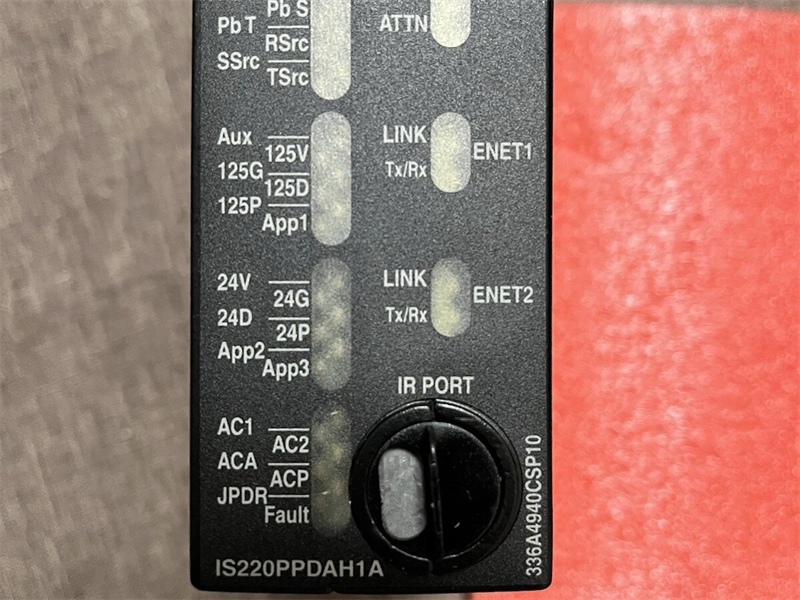 Pb S
Pb T
RSrc
SSrc
TSrc
ATTN
Aux
125V
125G
125D
125P
App1
LINK
Tx/Rx
ENET1
24V
24G
24D
24P
App2
App3
LINK
Tx/Rx
ENET2
IR PORT
AC1
AC2
ACA
ACP
JPDR
Fault
IS220PPDAH1A
336A4940CSP10